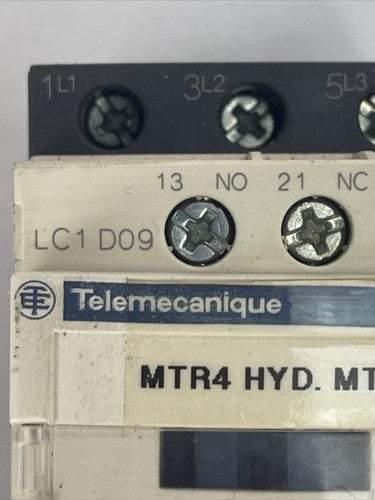 1L1 3L2 5L3
13 NO 21 NC
LC1 D09
Telemecanique
MTR4 HYD. MT